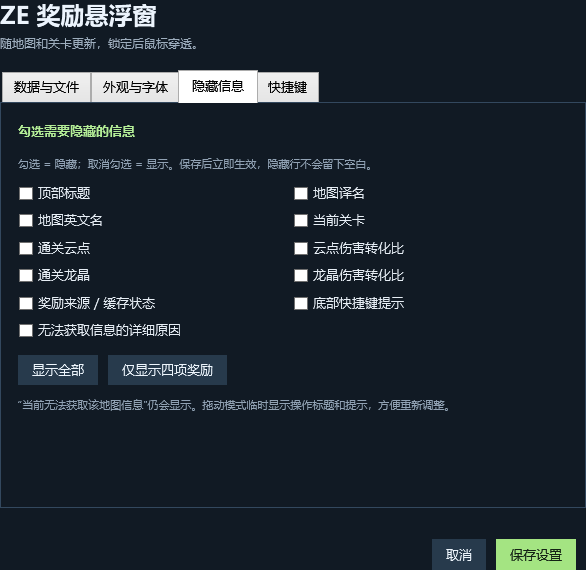 ZE 奖励悬浮窗
随地图和关卡更新，锁定后鼠标穿透。
数据与文件 外观与字体 隐藏信息 快捷键
勾选需要隐藏的信息
勾选 = 隐藏；取消勾选 = 显示。保存后立即生效，隐藏行不会留下空白。
顶部标题 地图译名
地图英文名 当前关卡
通关云点 云点伤害转化比
通关龙晶 龙晶伤害转化比
奖励来源 / 缓存状态 底部快捷键提示
无法获取信息的详细原因
显示全部 仅显示四项奖励
“当前无法获取该地图信息”仍会显示。拖动模式临时显示操作标题和提示，方便重新调整。
取消 保存设置